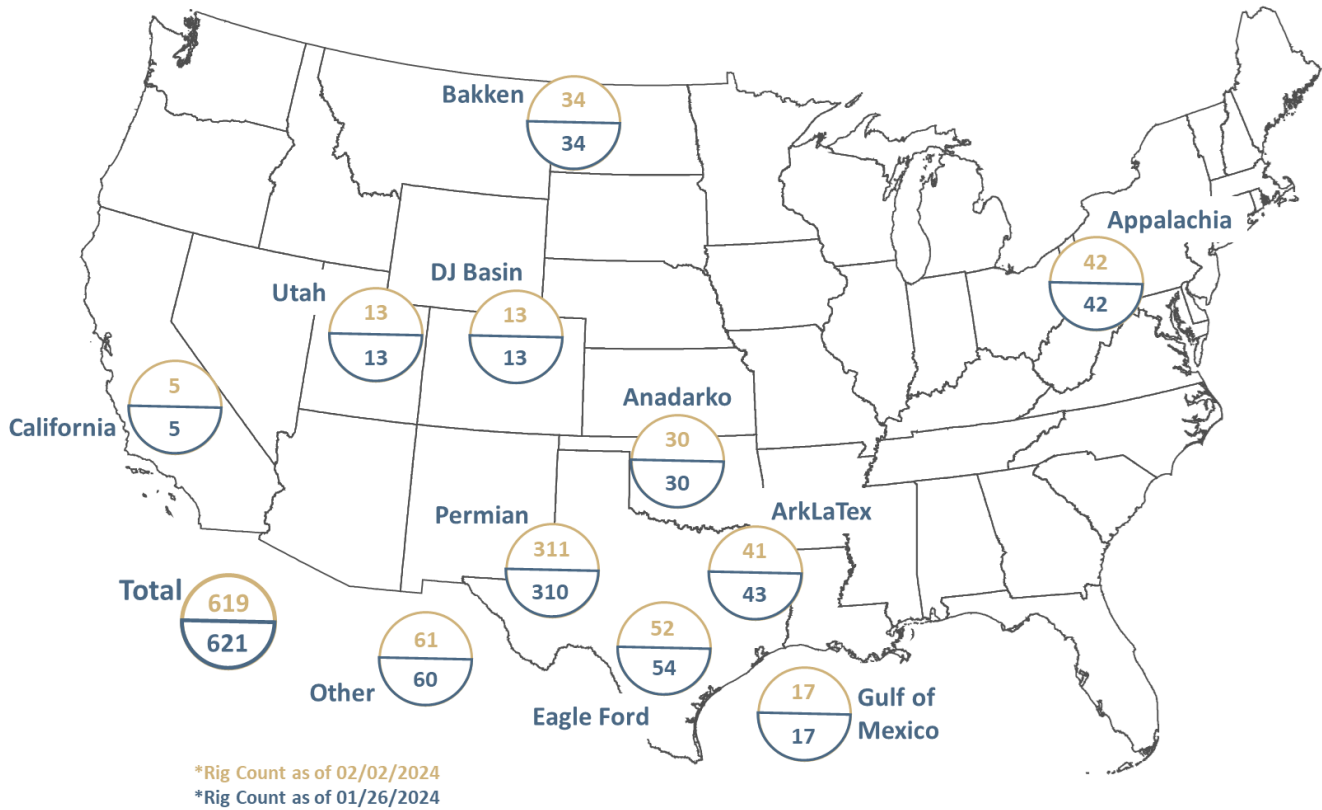 Bakken
34
34
Appalachia
42
42
DJ Basin
13
13
Utah
13
13
California
5
5
Anadarko
30
30
Permian
311
310
ArkLaTex
41
43
Total
619
621
Other
61
60
Eagle Ford
52
54
Gulf of
Mexico
17
17
*Rig Count as of 02/02/2024
*Rig Count as of 01/26/2024